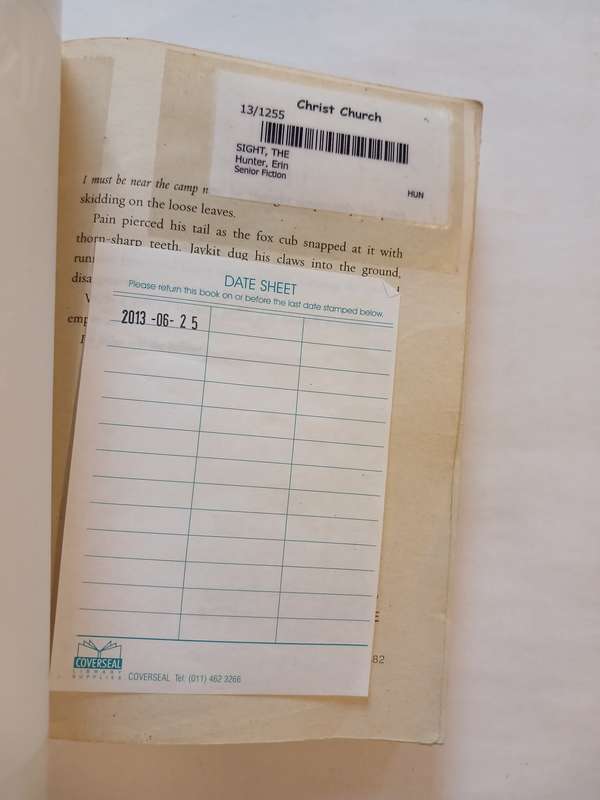 Christ Church
13/1255
SIGHT, THE
Hunter, Erin
Senior Fiction
HUN
I must be near the camp
skidding on the loose leaves.
Pain pierced his tail as the fox cub snapped at it with
thorn-sharp teeth. Jaykit dug his claws into the ground,
DATE SHEET
Please return this book on or before the last date stamped below.
2013 -06- 2 5
82
COVERSEAL
LIBRARY
SUPPLIES
COVERSEAL Tel: (011) 462 3266